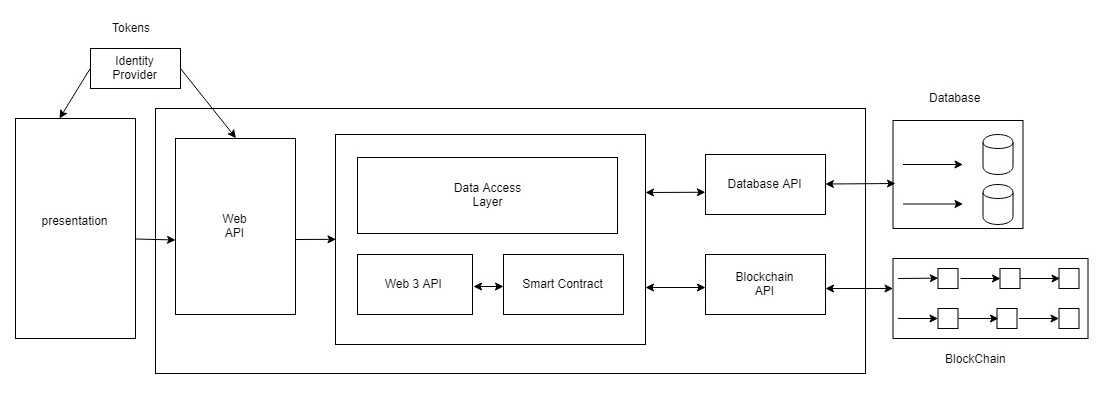 Tokens
Identity
Provider
presentation
Web
API
Data Access
Layer
Web 3 API
Smart Contract
Database API
Blockchain
API
Database
BlockChain